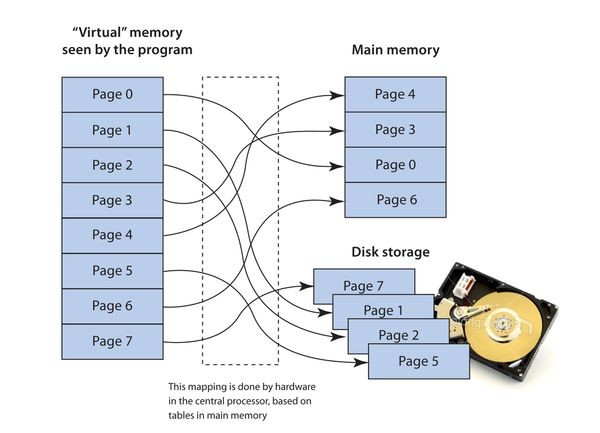 “Virtual” memory
seen by the program
Page 0
Page 1
Page 2
Page 3
Page 4
Page 5
Page 6
Page 7
Main memory
Page 4
Page 3
Page 0
Page 6
Disk storage
Page 7
Page 1
Page 2
Page 5
This mapping is done by hardware
in the central processor, based on
tables in main memory